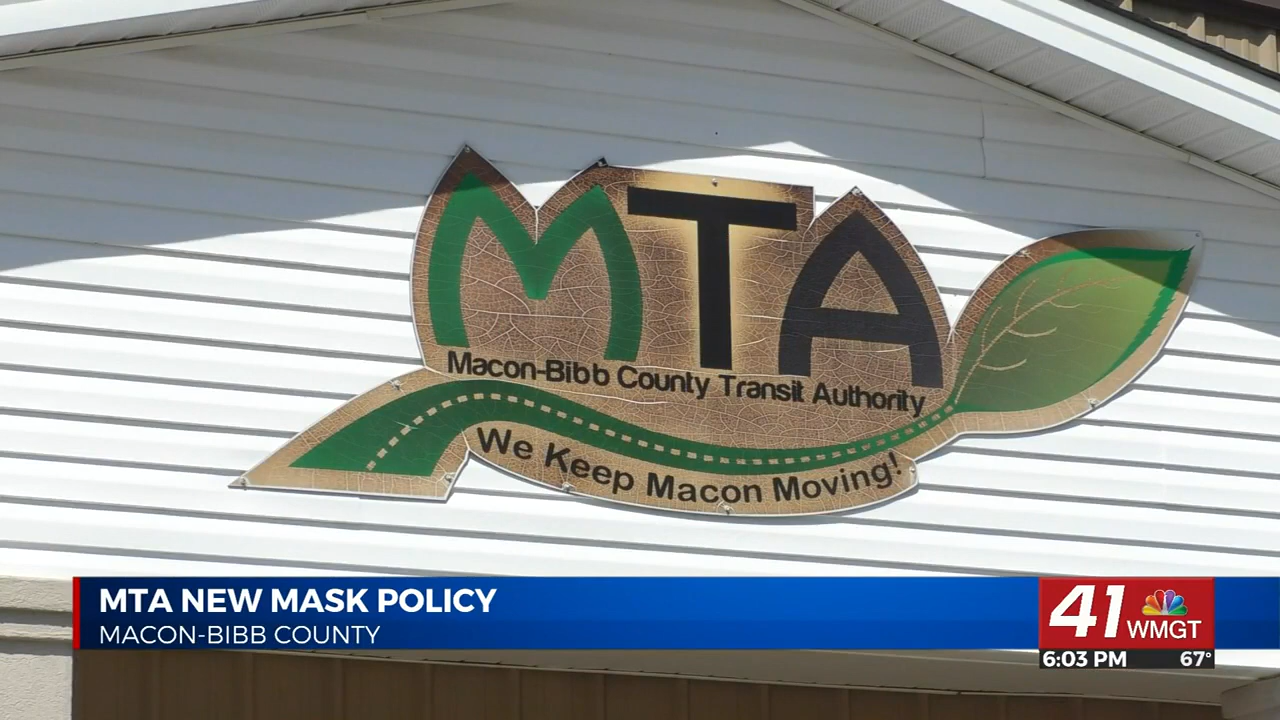 MTA
Macon-Bibb County Transit Authority
We Keep Macon Moving!
MTA NEW MASK POLICY
MACON-BIBB COUNTY
41
WMGT
6:03 PM 67°